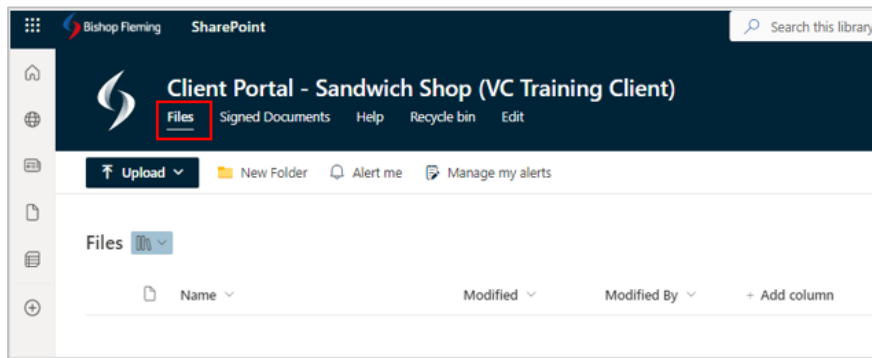 Bishop Fleming SharePoint Search this library
Client Portal - Sandwich Shop (VC Training Client)
Files Signed Documents Help Recycle bin Edit
Upload New Folder Alert me Manage my alerts
Files
Name Modified Modified By + Add column